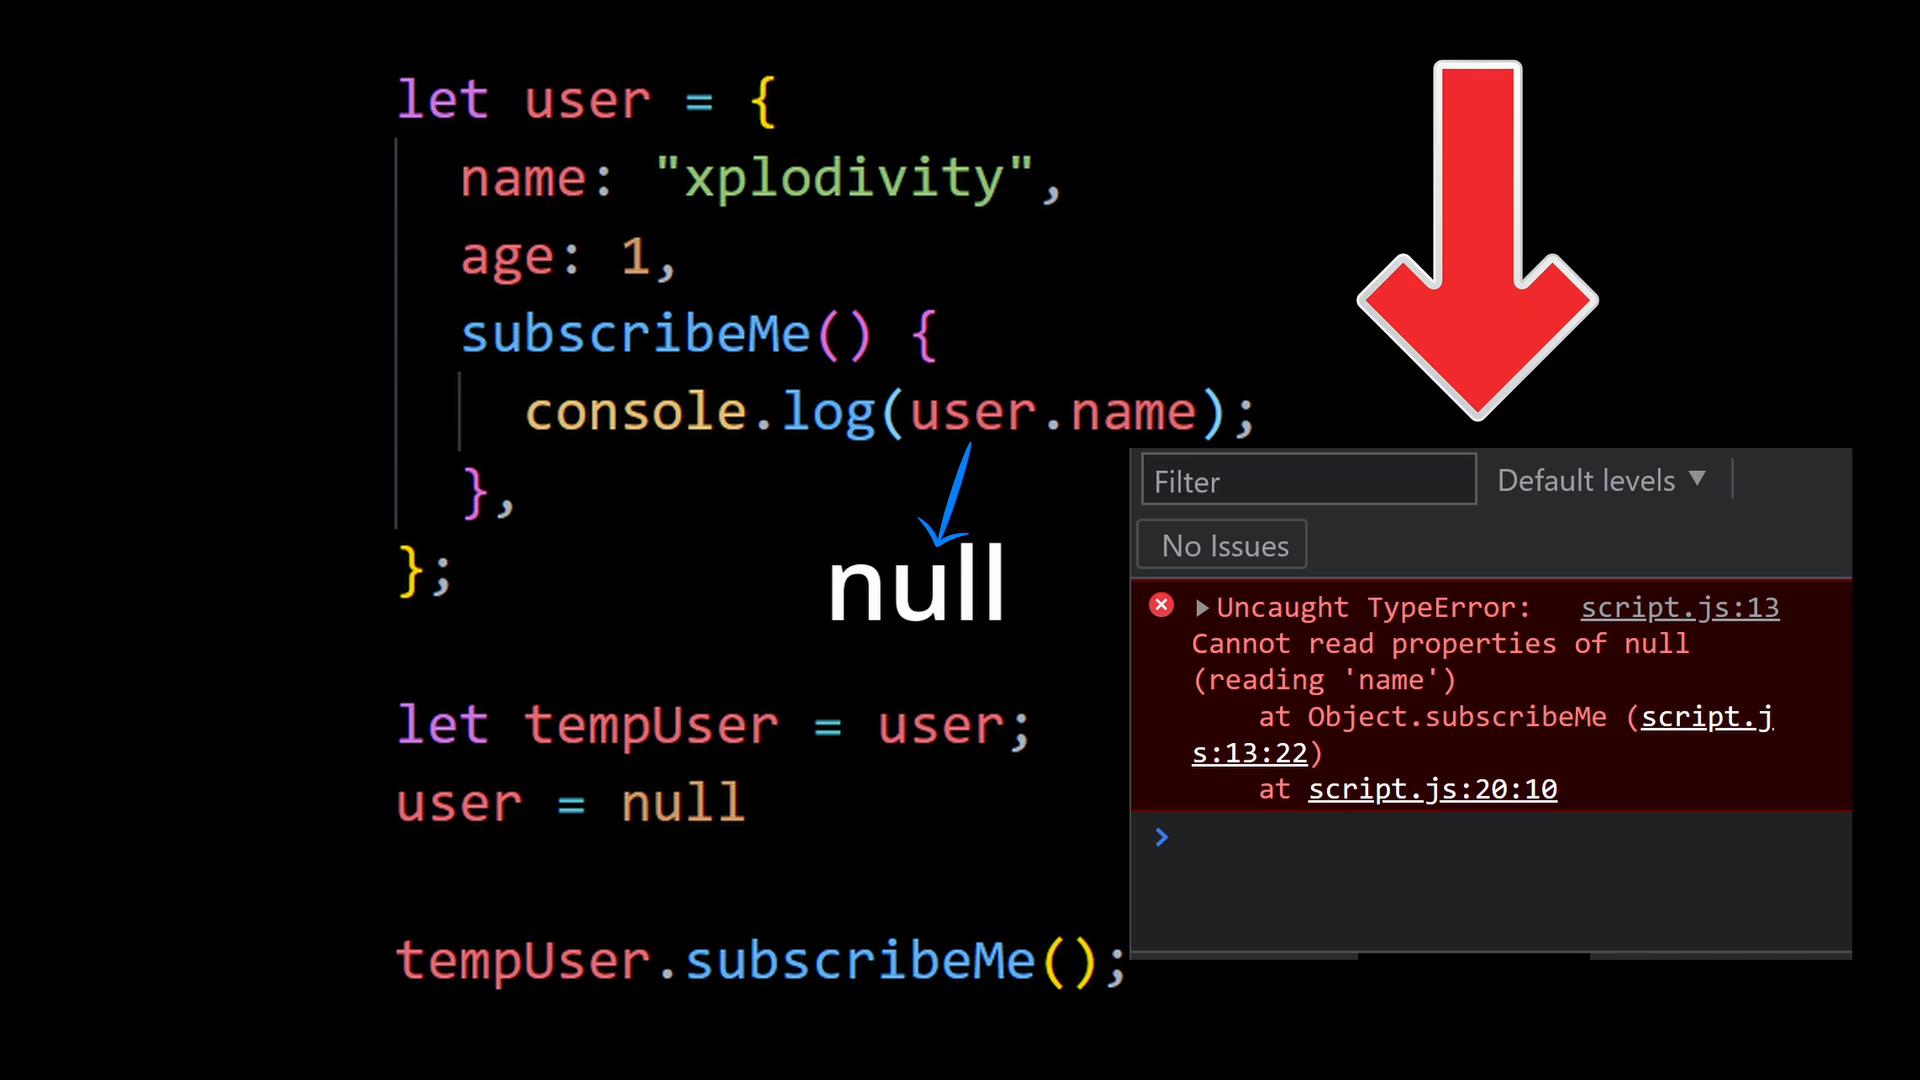 let user = {
name: "xplodivity",
age: 1,
subscribeMe() {
console.log(user.name);
},
};
null
let tempUser = user;
user = null
tempUser.subscribeMe();
Filter
Default levels ▼
No Issues
▶Uncaught TypeError: script.js:13
Cannot read properties of null
(reading 'name')
at Object.subscribeMe (script.j
s:13:22)
at script.js:20:10
>